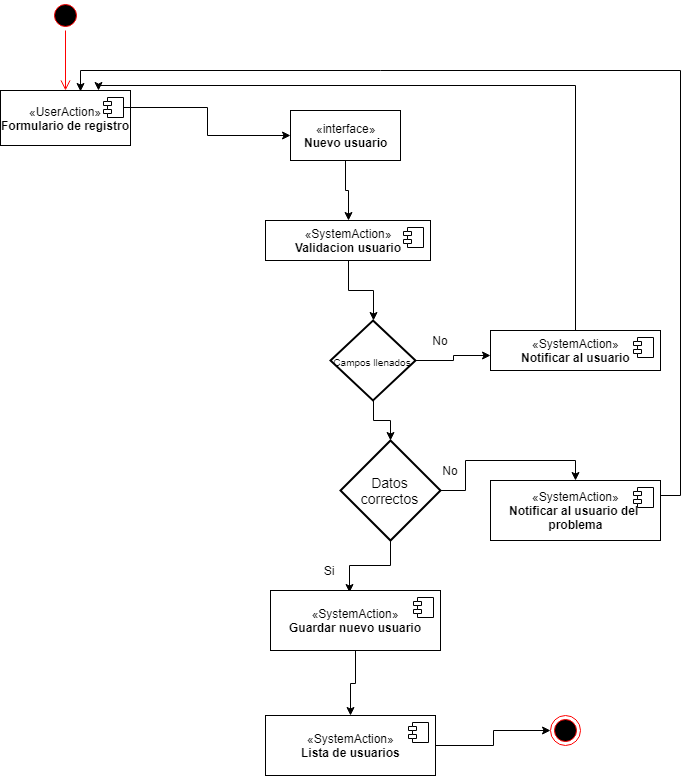 «UserAction»
Formulario de registro
«interface»
Nuevo usuario
«SystemAction»
Validacion usuario
Campos llenados
No
«SystemAction»
Notificar al usuario
Datos
correctos
No
«SystemAction»
Notificar al usuario del
problema
Si
«SystemAction»
Guardar nuevo usuario
«SystemAction»
Lista de usuarios